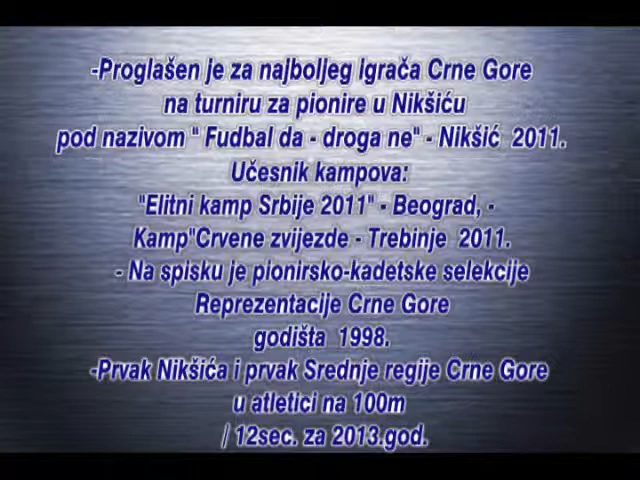 -Proglašen je za najboljeg Igrača Crne Gore
na turniru za pionire u Nikšiću
pod nazivom " Fudbal da - droga ne" - Nikšić 2011.
Učesnik kampova:
"Elitni kamp Srbije 2011" - Beograd, -
Kamp"Crvene zvijezde - Trebinje 2011.
- Na spisku je pionirsko-kadetske selekcije
Reprezentacije Crne Gore
godišta 1998.
-Prvak Nikšića i prvak Srednje regije Crne Gore
u atletici na 100m
/ 12sec. za 2013.god.